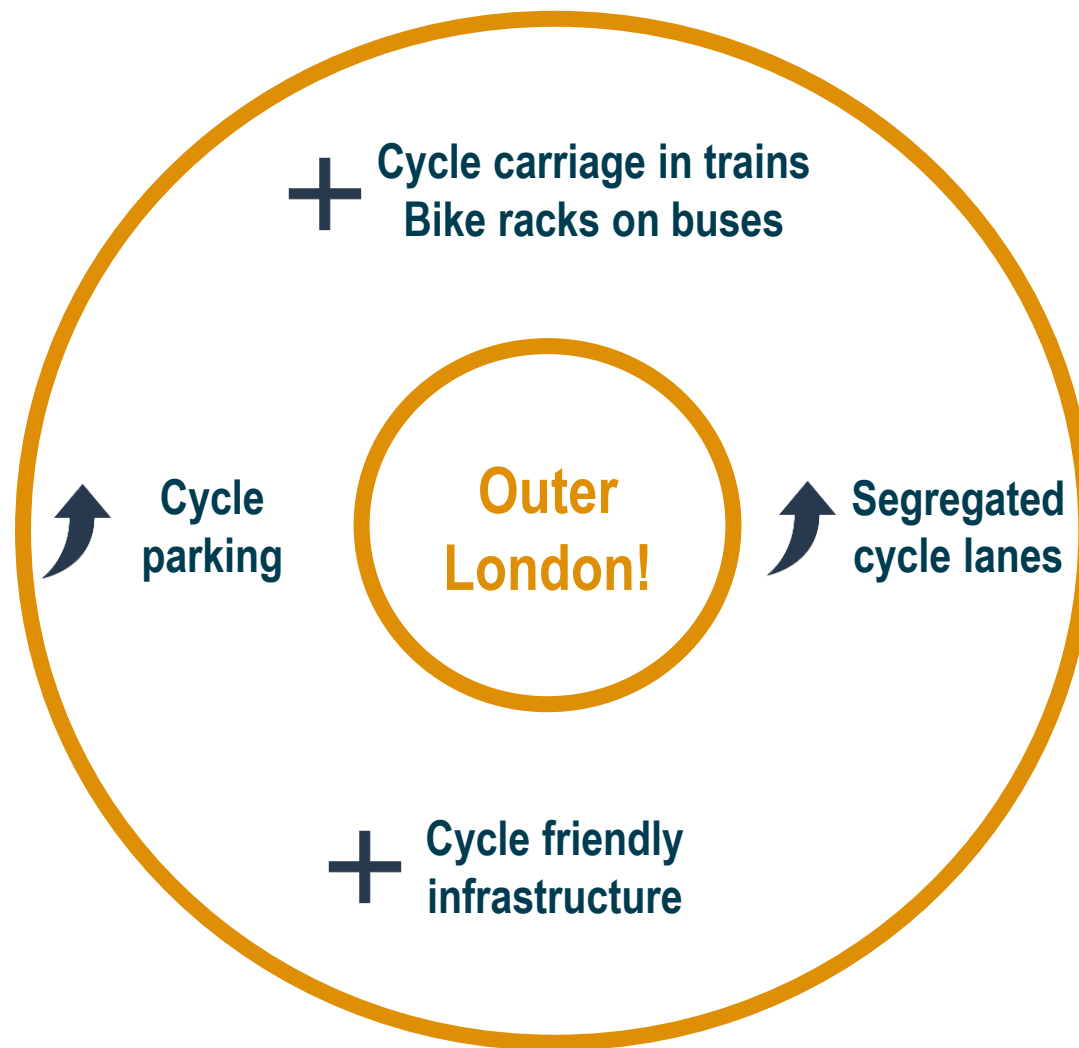 Cycle carriage in trains
Bike racks on buses
Cycle
parking
Outer
London!
Segregated
cycle lanes
Cycle friendly
infrastructure